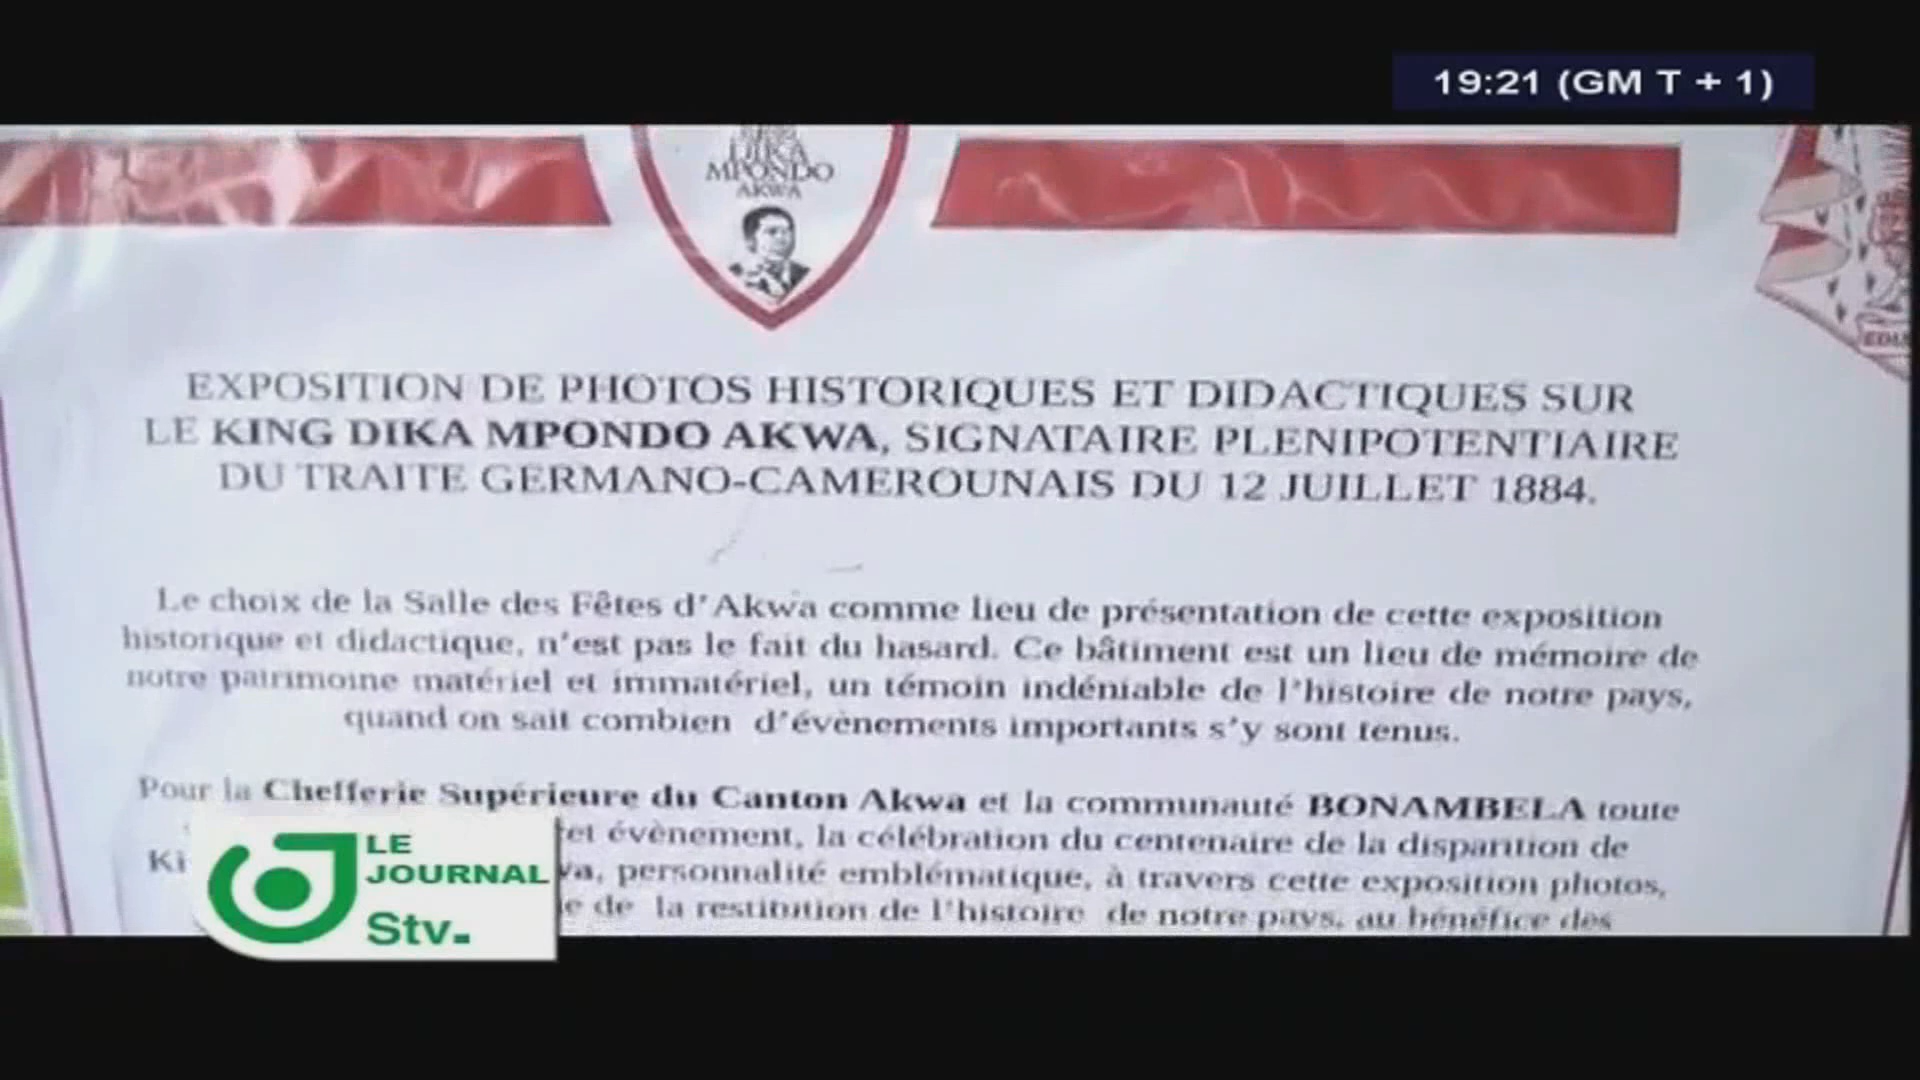 19:21 (GM T + 1)
DIKA
MPONDO
AKWA
EXPOSITION DE PHOTOS HISTORIQUES ET DIDACTIQUES SUR
LE KING DIKA MPONDO AKWA, SIGNATAIRE PLENIPOTENTIAIRE
DU TRAITE GERMANO-CAMEROUNAIS DU 12 JUILLET 1884.
Le choix de la Salle des Fêtes d'Akwa comme lieu de présentation de cette exposition
historique et didactique, n'est pas le fait du hasard. Ce bâtiment est un lieu de mémoire de
notre patrimoine matériel et immatériel, un témoin indéniable de l'histoire de notre pays,
quand on sait combien d'évènements importants s'y sont tenus.
Pour la Chefferie Supérieure du Canton Akwa et la communauté BONAMBELA toute
et évènement, la célébration du centenaire de la disparition de
Ki va, personnalité emblématique, à travers cette exposition photos,
e de la restitution de l'histoire de notre pays, au bénéfice des
LE
JOURNAL
Stv.